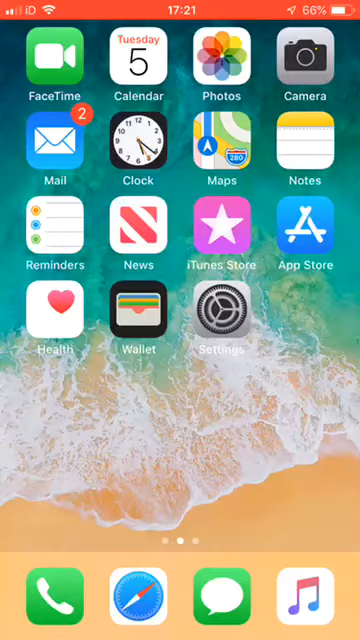 iD 17:21 66%
Tuesday
5
FaceTime Calendar Photos Camera
2
280
Mail Clock Maps Notes
Reminders News iTunes Store App Store
Health Wallet Settings